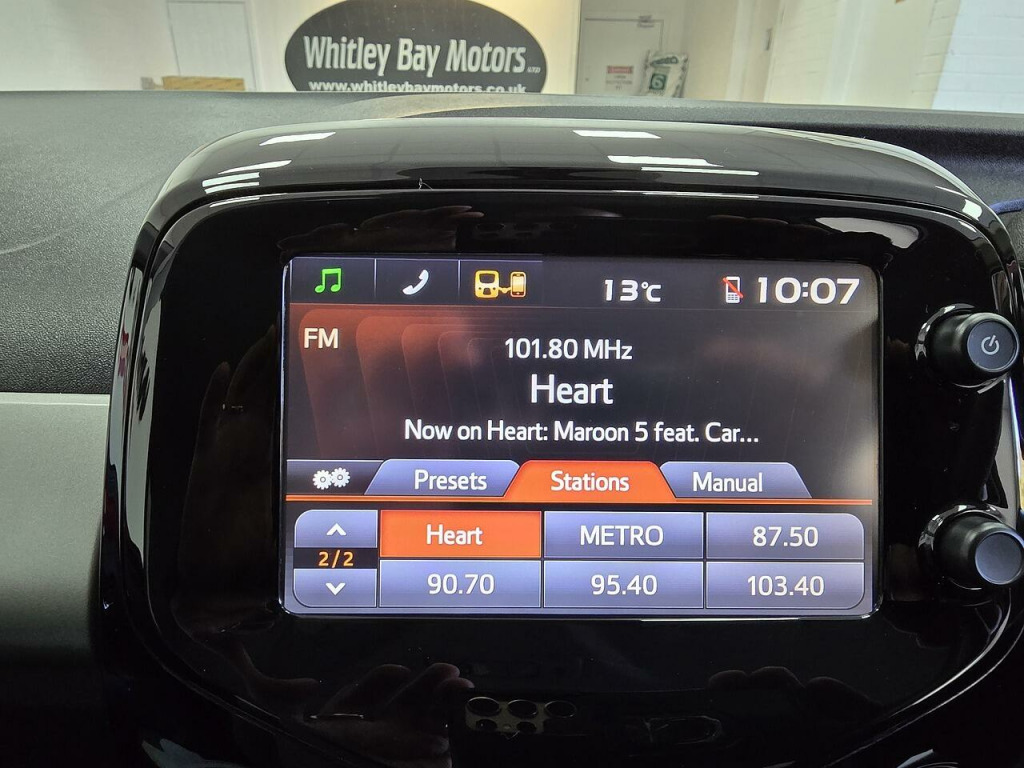 Whitley Bay Motors LTD
www.whitleybaymotors.co.uk
13°C
10:07
FM
101.80 MHz
Heart
Now on Heart: Maroon 5 feat. Car...
Presets
Stations
Manual
2/2
Heart
METRO
87.50
90.70
95.40
103.40